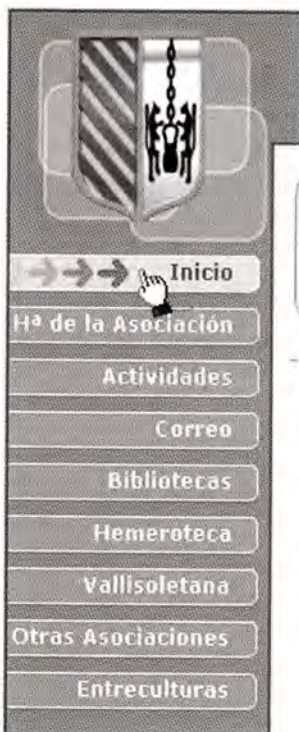 Inicio
Hª de la Asociación
Actividades
Correo
Bibliotecas
Hemeroteca
Vallisoletana
Otras Asociaciones
Entreculturas